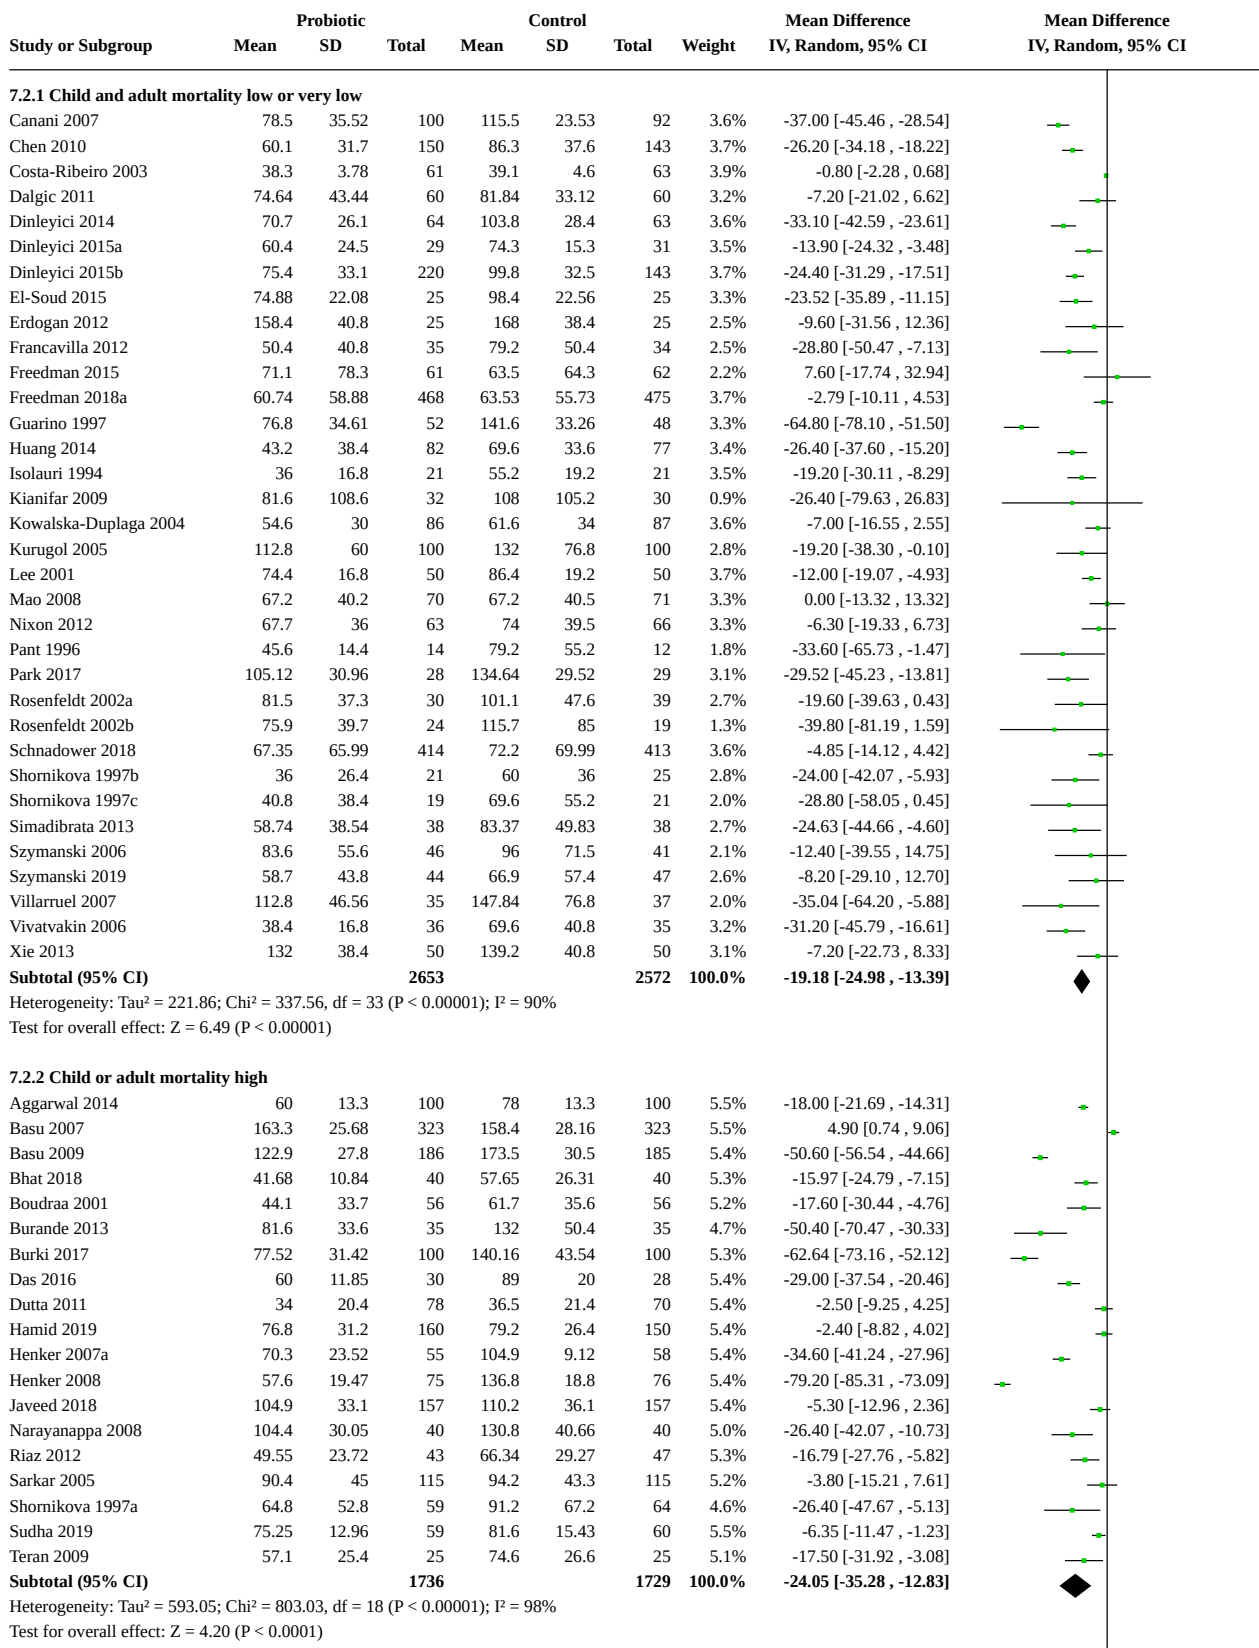 Probiotic Control Mean Difference Mean Difference
Study or Subgroup Mean SD Total Mean SD Total Weight IV, Random, 95% CI IV, Random, 95% CI
7.2.1 Child and adult mortality low or very low
Canani 2007 78.5 35.52 100 115.5 23.53 92 3.6% -37.00 [-45.46 , -28.54]
Chen 2010 60.1 31.7 150 86.3 37.6 143 3.7% -26.20 [-34.18 , -18.22]
Costa-Ribeiro 2003 38.3 3.78 61 39.1 4.6 63 3.9% -0.80 [-2.28 , 0.68]
Dalgic 2011 74.64 43.44 60 81.84 33.12 60 3.2% -7.20 [-21.02 , 6.62]
Dinleyici 2014 70.7 26.1 64 103.8 28.4 63 3.6% -33.10 [-42.59 , -23.61]
Dinleyici 2015a 60.4 24.5 29 74.3 15.3 31 3.5% -13.90 [-24.32 , -3.48]
Dinleyici 2015b 75.4 33.1 220 99.8 32.5 143 3.7% -24.40 [-31.29 , -17.51]
El-Soud 2015 74.88 22.08 25 98.4 22.56 25 3.3% -23.52 [-35.89 , -11.15]
Erdogan 2012 158.4 40.8 25 168 38.4 25 2.5% -9.60 [-31.56 , 12.36]
Francavilla 2012 50.4 40.8 35 79.2 50.4 34 2.5% -28.80 [-50.47 , -7.13]
Freedman 2015 71.1 78.3 61 63.5 64.3 62 2.2% 7.60 [-17.74 , 32.94]
Freedman 2018a 60.74 58.88 468 63.53 55.73 475 3.7% -2.79 [-10.11 , 4.53]
Guarino 1997 76.8 34.61 52 141.6 33.26 48 3.3% -64.80 [-78.10 , -51.50]
Huang 2014 43.2 38.4 82 69.6 33.6 77 3.4% -26.40 [-37.60 , -15.20]
Isolauri 1994 36 16.8 21 55.2 19.2 21 3.5% -19.20 [-30.11 , -8.29]
Kianifar 2009 81.6 108.6 32 108 105.2 30 0.9% -26.40 [-79.63 , 26.83]
Kowalska-Duplaga 2004 54.6 30 86 61.6 34 87 3.6% -7.00 [-16.55 , 2.55]
Kurugol 2005 112.8 60 100 132 76.8 100 2.8% -19.20 [-38.30 , -0.10]
Lee 2001 74.4 16.8 50 86.4 19.2 50 3.7% -12.00 [-19.07 , -4.93]
Mao 2008 67.2 40.2 70 67.2 40.5 71 3.3% 0.00 [-13.32 , 13.32]
Nixon 2012 67.7 36 63 74 39.5 66 3.3% -6.30 [-19.33 , 6.73]
Pant 1996 45.6 14.4 14 79.2 55.2 12 1.8% -33.60 [-65.73 , -1.47]
Park 2017 105.12 30.96 28 134.64 29.52 29 3.1% -29.52 [-45.23 , -13.81]
Rosenfeldt 2002a 81.5 37.3 30 101.1 47.6 39 2.7% -19.60 [-39.63 , 0.43]
Rosenfeldt 2002b 75.9 39.7 24 115.7 85 19 1.3% -39.80 [-81.19 , 1.59]
Schnadower 2018 67.35 65.99 414 72.2 69.99 413 3.6% -4.85 [-14.12 , 4.42]
Shornikova 1997b 36 26.4 21 60 36 25 2.8% -24.00 [-42.07 , -5.93]
Shornikova 1997c 40.8 38.4 19 69.6 55.2 21 2.0% -28.80 [-58.05 , 0.45]
Simadibrata 2013 58.74 38.54 38 83.37 49.83 38 2.7% -24.63 [-44.66 , -4.60]
Szymanski 2006 83.6 55.6 46 96 71.5 41 2.1% -12.40 [-39.55 , 14.75]
Szymanski 2019 58.7 43.8 44 66.9 57.4 47 2.6% -8.20 [-29.10 , 12.70]
Villarruel 2007 112.8 46.56 35 147.84 76.8 37 2.0% -35.04 [-64.20 , -5.88]
Vivatvakin 2006 38.4 16.8 36 69.6 40.8 35 3.2% -31.20 [-45.79 , -16.61]
Xie 2013 132 38.4 50 139.2 40.8 50 3.1% -7.20 [-22.73 , 8.33]
Subtotal (95% CI) 2653 2572 100.0% -19.18 [-24.98 , -13.39]
Heterogeneity: Tau² = 221.86; Chi² = 337.56, df = 33 (P < 0.00001); I² = 90%
Test for overall effect: Z = 6.49 (P < 0.00001)
7.2.2 Child or adult mortality high
Aggarwal 2014 60 13.3 100 78 13.3 100 5.5% -18.00 [-21.69 , -14.31]
Basu 2007 163.3 25.68 323 158.4 28.16 323 5.5% 4.90 [0.74 , 9.06]
Basu 2009 122.9 27.8 186 173.5 30.5 185 5.4% -50.60 [-56.54 , -44.66]
Bhat 2018 41.68 10.84 40 57.65 26.31 40 5.3% -15.97 [-24.79 , -7.15]
Boudraa 2001 44.1 33.7 56 61.7 35.6 56 5.2% -17.60 [-30.44 , -4.76]
Burande 2013 81.6 33.6 35 132 50.4 35 4.7% -50.40 [-70.47 , -30.33]
Burki 2017 77.52 31.42 100 140.16 43.54 100 5.3% -62.64 [-73.16 , -52.12]
Das 2016 60 11.85 30 89 20 28 5.4% -29.00 [-37.54 , -20.46]
Dutta 2011 34 20.4 78 36.5 21.4 70 5.4% -2.50 [-9.25 , 4.25]
Hamid 2019 76.8 31.2 160 79.2 26.4 150 5.4% -2.40 [-8.82 , 4.02]
Henker 2007a 70.3 23.52 55 104.9 9.12 58 5.4% -34.60 [-41.24 , -27.96]
Henker 2008 57.6 19.47 75 136.8 18.8 76 5.4% -79.20 [-85.31 , -73.09]
Javeed 2018 104.9 33.1 157 110.2 36.1 157 5.4% -5.30 [-12.96 , 2.36]
Narayanappa 2008 104.4 30.05 40 130.8 40.66 40 5.0% -26.40 [-42.07 , -10.73]
Riaz 2012 49.55 23.72 43 66.34 29.27 47 5.3% -16.79 [-27.76 , -5.82]
Sarkar 2005 90.4 45 115 94.2 43.3 115 5.2% -3.80 [-15.21 , 7.61]
Shornikova 1997a 64.8 52.8 59 91.2 67.2 64 4.6% -26.40 [-47.67 , -5.13]
Sudha 2019 75.25 12.96 59 81.6 15.43 60 5.5% -6.35 [-11.47 , -1.23]
Teran 2009 57.1 25.4 25 74.6 26.6 25 5.1% -17.50 [-31.92 , -3.08]
Subtotal (95% CI) 1736 1729 100.0% -24.05 [-35.28 , -12.83]
Heterogeneity: Tau² = 593.05; Chi² = 803.03, df = 18 (P < 0.00001); I² = 98%
Test for overall effect: Z = 4.20 (P < 0.0001)